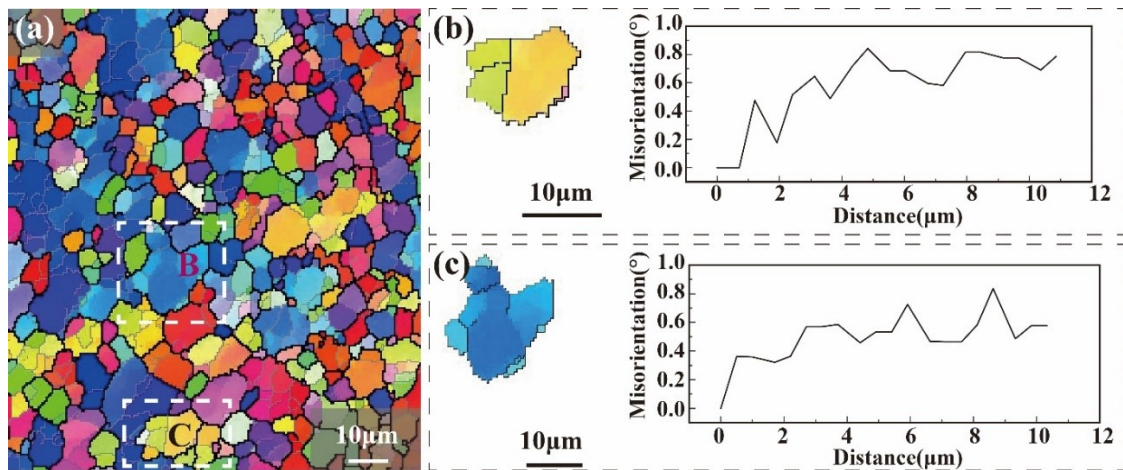 (a)
B
C
10μm
(b)
10μm
Misorientation(°)
1.0
0.8
0.6
0.4
0.2
0.0
0 2 4 6 8 10 12
Distance(μm)
(c)
10μm
Misorientation(°)
1.0
0.8
0.6
0.4
0.2
0.0
0 2 4 6 8 10 12
Distance(μm)